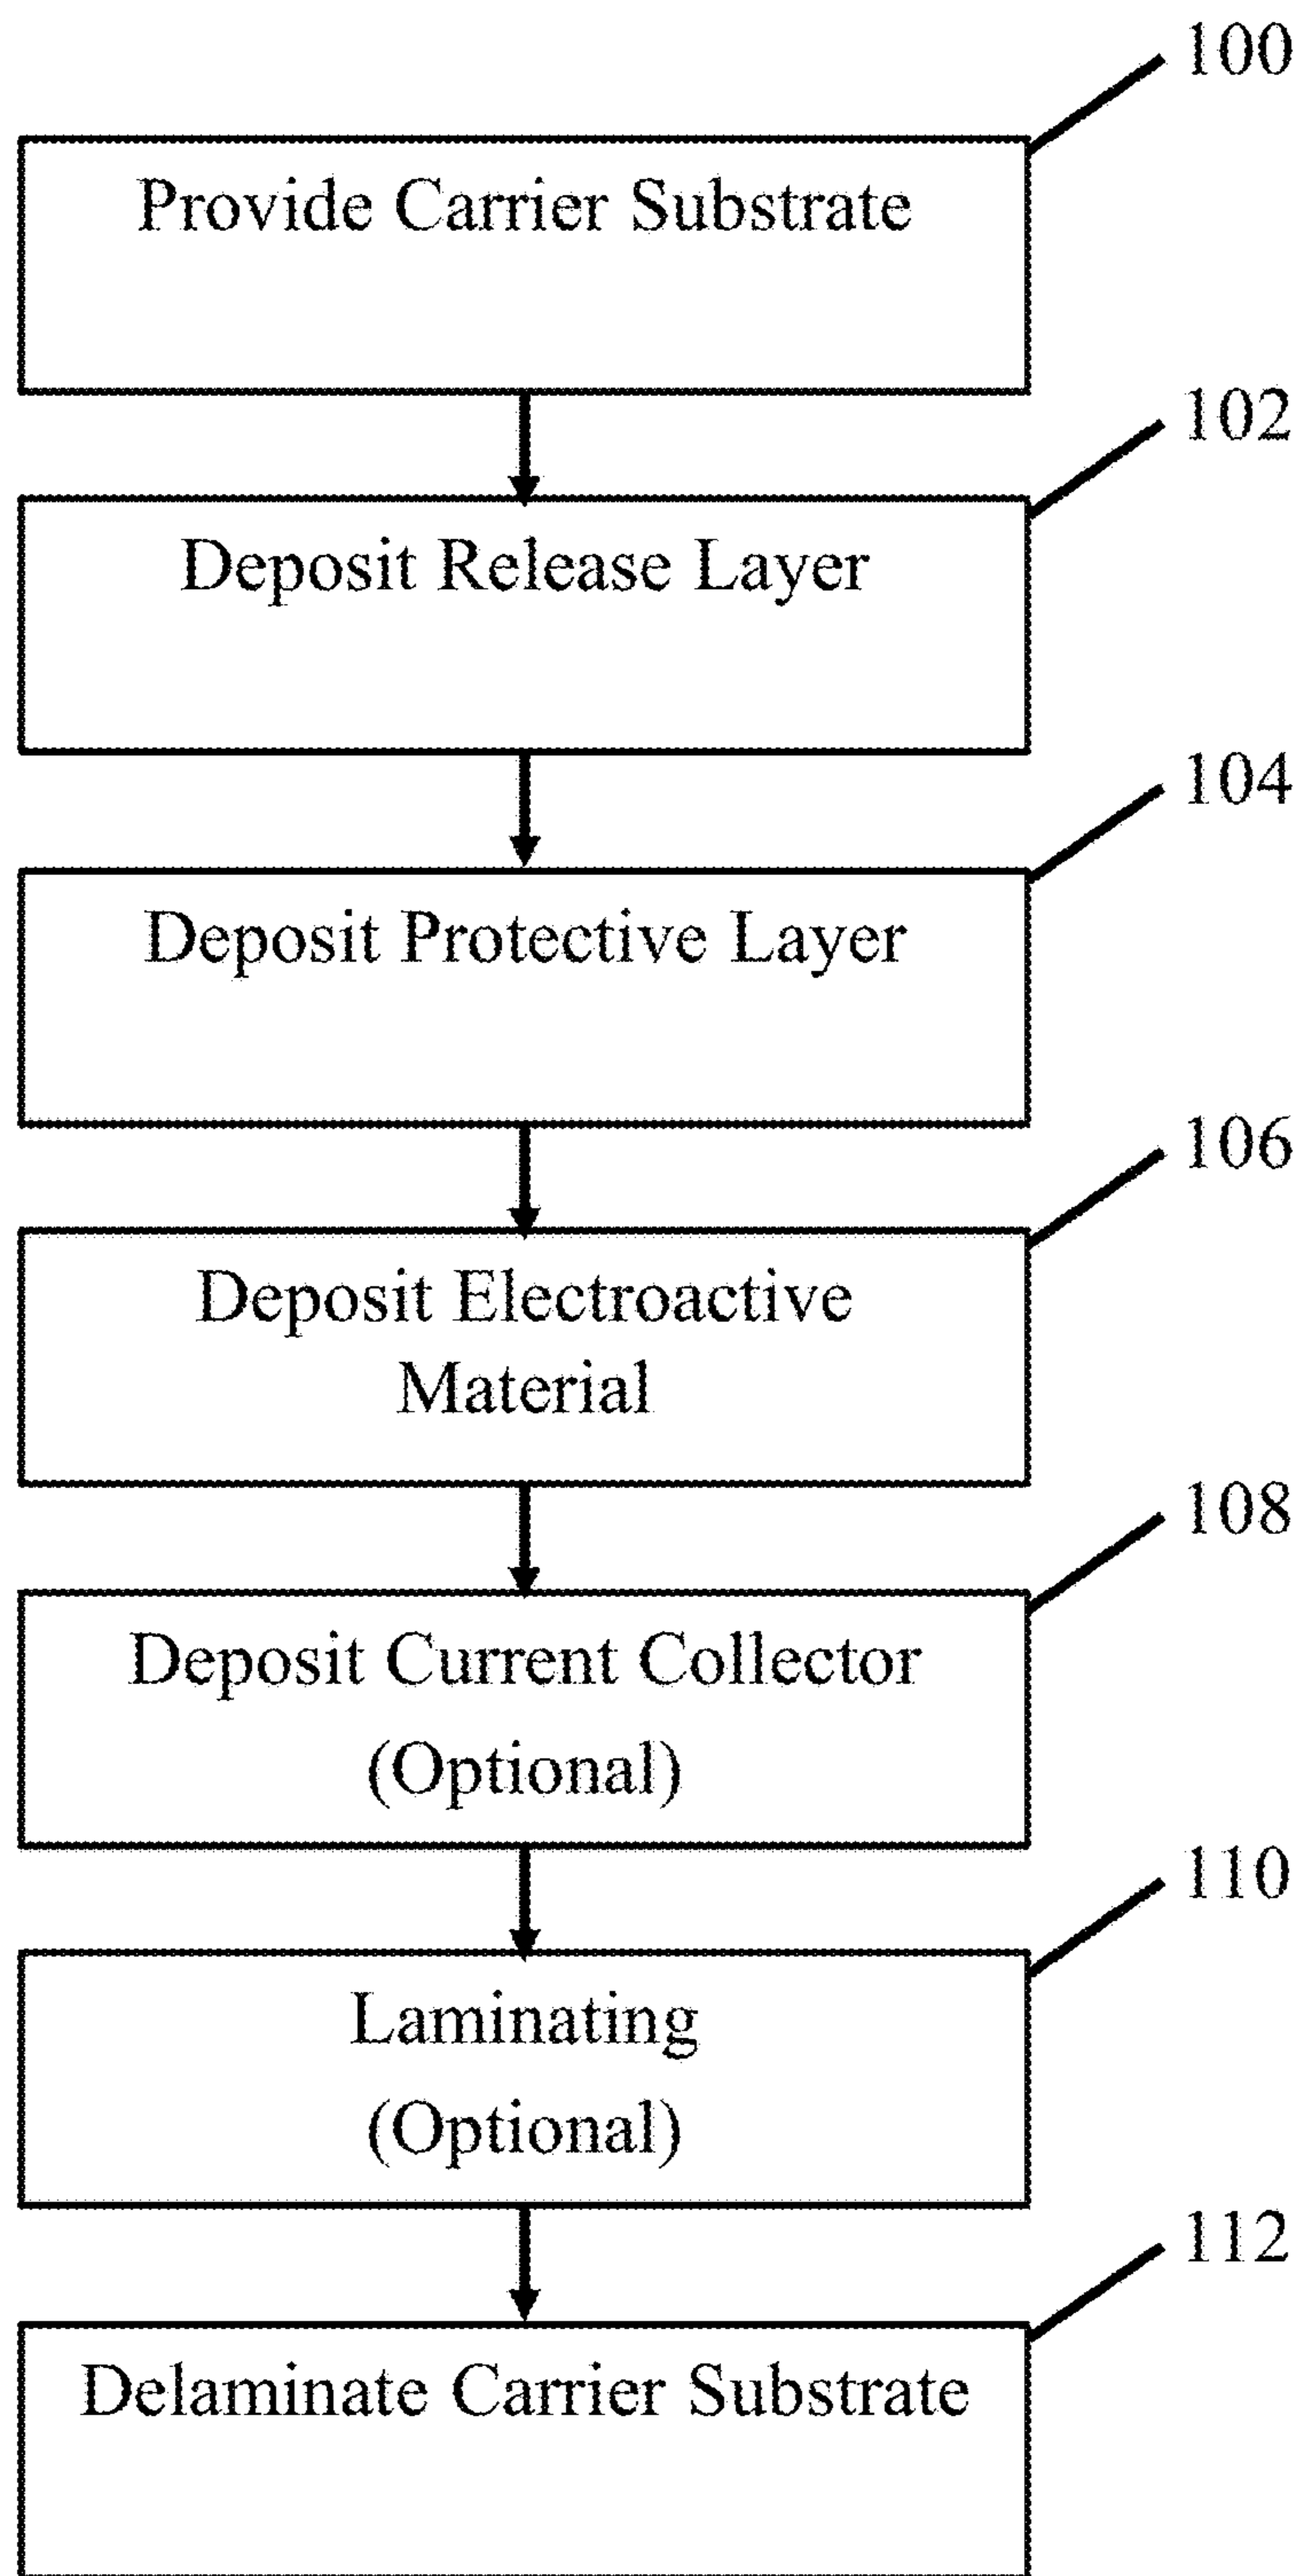 100
Provide Carrier Substrate
102
Deposit Release Layer
104
Deposit Protective Layer
106
Deposit Electroactive
Material
108
Deposit Current Collector
(Optional)
110
Laminating
(Optional)
112
Delaminate Carrier Substrate